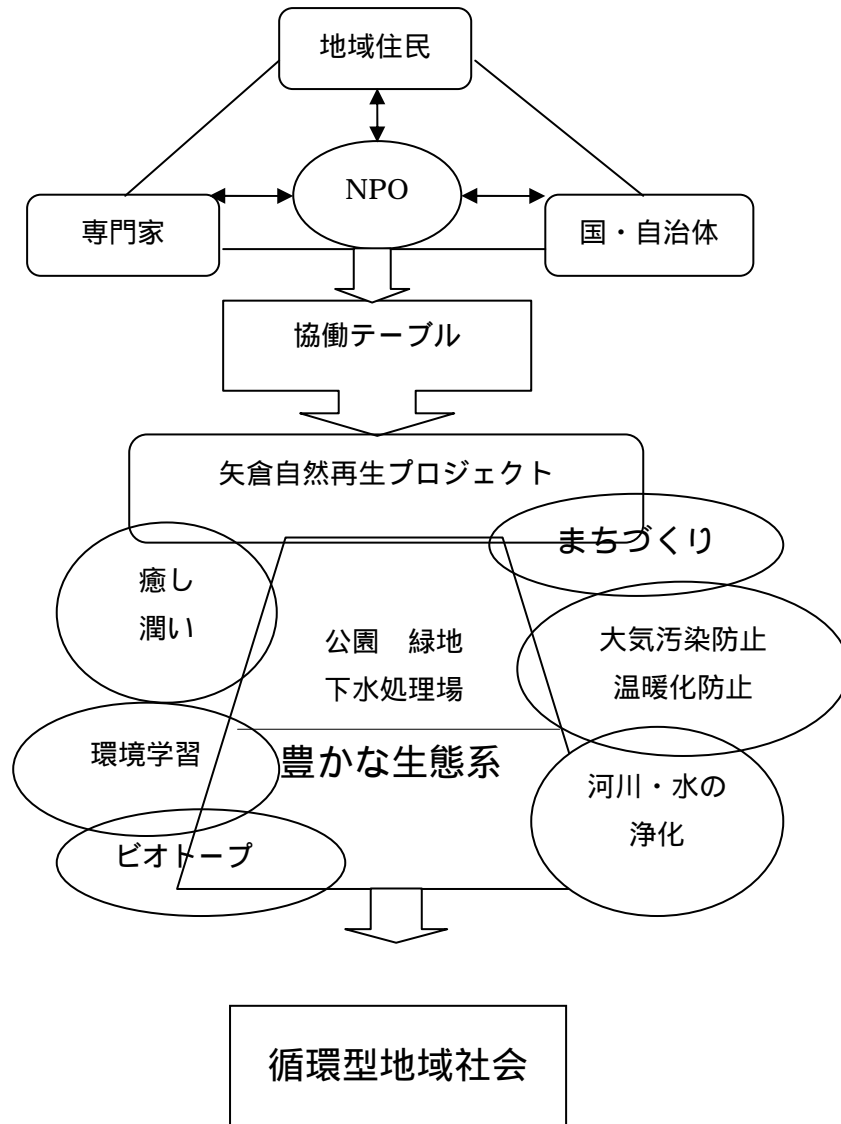 地域住民
NPO
専門家
国・自治体
協働テーブル
矢倉自然再生プロジェクト
まちづくり
癒し
潤い
公園　緑地
下水処理場
大気汚染防止
温暖化防止
環境学習
豊かな生態系
河川・水の
浄化
ビオトープ
循環型地域社会